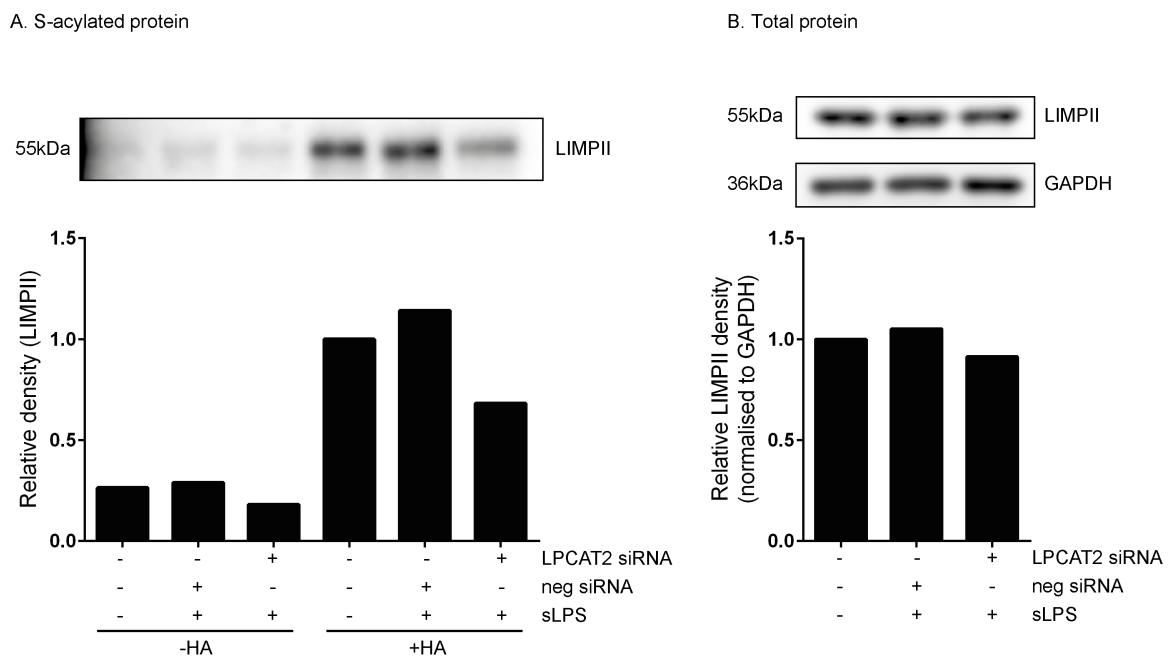 A. S-acylated protein
55kDa LIMPII
Relative density (LIMPII)
1.5
1.0
0.5
0.0
- - + - - + LPCAT2 siRNA
- + - - + - neg siRNA
- + + - + + sLPS
-HA +HA
B. Total protein
55kDa LIMPII
36kDa GAPDH
Relative LIMPII density
(normalised to GAPDH)
1.5
1.0
0.5
0.0
- - + LPCAT2 siRNA
- + - neg siRNA
- + + sLPS